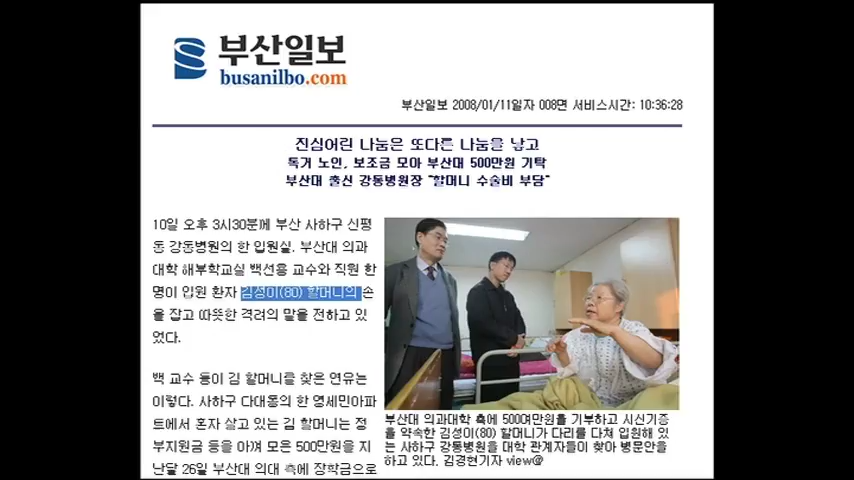 부산일보
busanilbo.com
부산일보 2008/01/11일자 008면 서비스시간: 10:36:28
진심어린 나눔은 또다른 나눔을 낳고
독거 노인, 보조금 모아 부산대 500만원 기탁
부산대 출신 강통병원장 "할머니 수술비 부담"
10일 오후 3시30분께 부산 사하구 신평
동 강동병원의 한 입원실. 부산대 의과
대학 해부학교실 백선용 교수와 직원 한
명이 입원 환자 김성이(80) 할머니의 손
을 잡고 따뜻한 격려의 말을 전하고 있
었다.
백 교수 등이 김 할머니를 찾은 연유는
이렇다. 사하구 다대동의 한 영세민아파
트에서 혼자 살고 있는 김 할머니는 정
부지원금 등을 아껴 모은 500만원을 지
난달 26일 부산대 의대 측에 장학금으로
부산대 의과대학 측에 500여만원을 기부하고 시신기증
을 약속한 김성이(80) 할머니가 다리를 다쳐 입원해 있
는 사하구 강통병원을 대학 관계자들이 찾아 병문안을
하고 있다. 김경현기자 view@